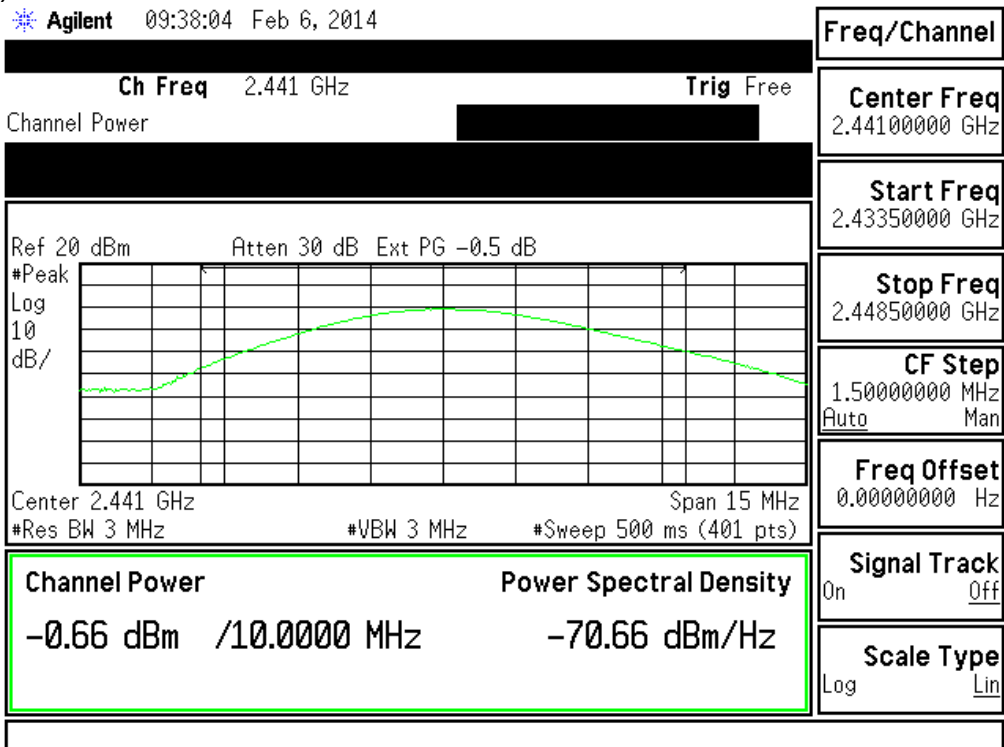 Agilent 09:38:04 Feb 6, 2014
Freq/Channel
Ch Freq 2.441 GHz Trig Free
Channel Power
Center Freq
2.44100000 GHz
Start Freq
2.43350000 GHz
Stop Freq
2.44850000 GHz
CF Step
1.50000000 MHz
Auto Man
Freq Offset
0.00000000 Hz
Signal Track
On Off
Scale Type
Log Lin
Ref 20 dBm Atten 30 dB Ext PG -0.5 dB
#Peak
Log
10
dB/
Center 2.441 GHz Span 15 MHz
#Res BW 3 MHz #VBW 3 MHz #Sweep 500 ms (401 pts)
Channel Power Power Spectral Density
-0.66 dBm /10.0000 MHz -70.66 dBm/Hz